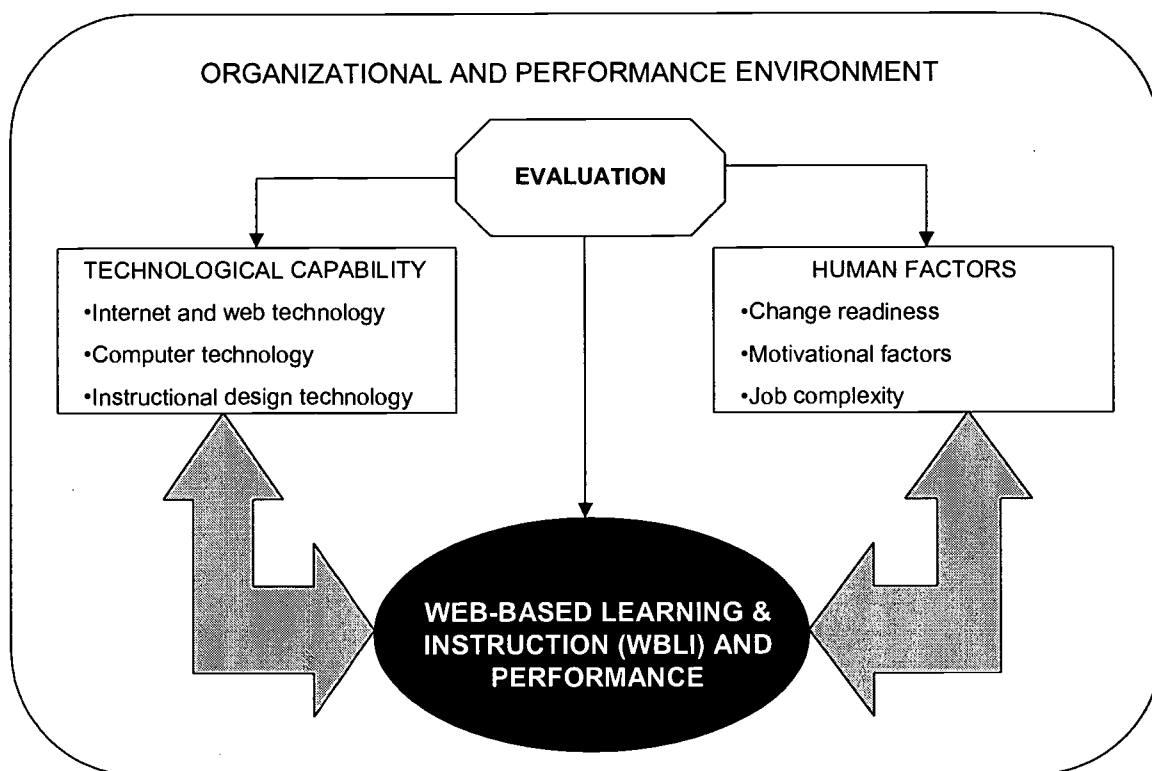 ORGANIZATIONAL AND PERFORMANCE ENVIRONMENT
EVALUATION
TECHNOLOGICAL CAPABILITY
•Internet and web technology
•Computer technology
•Instructional design technology
HUMAN FACTORS
•Change readiness
•Motivational factors
•Job complexity
WEB-BASED LEARNING &
INSTRUCTION (WBLI) AND
PERFORMANCE